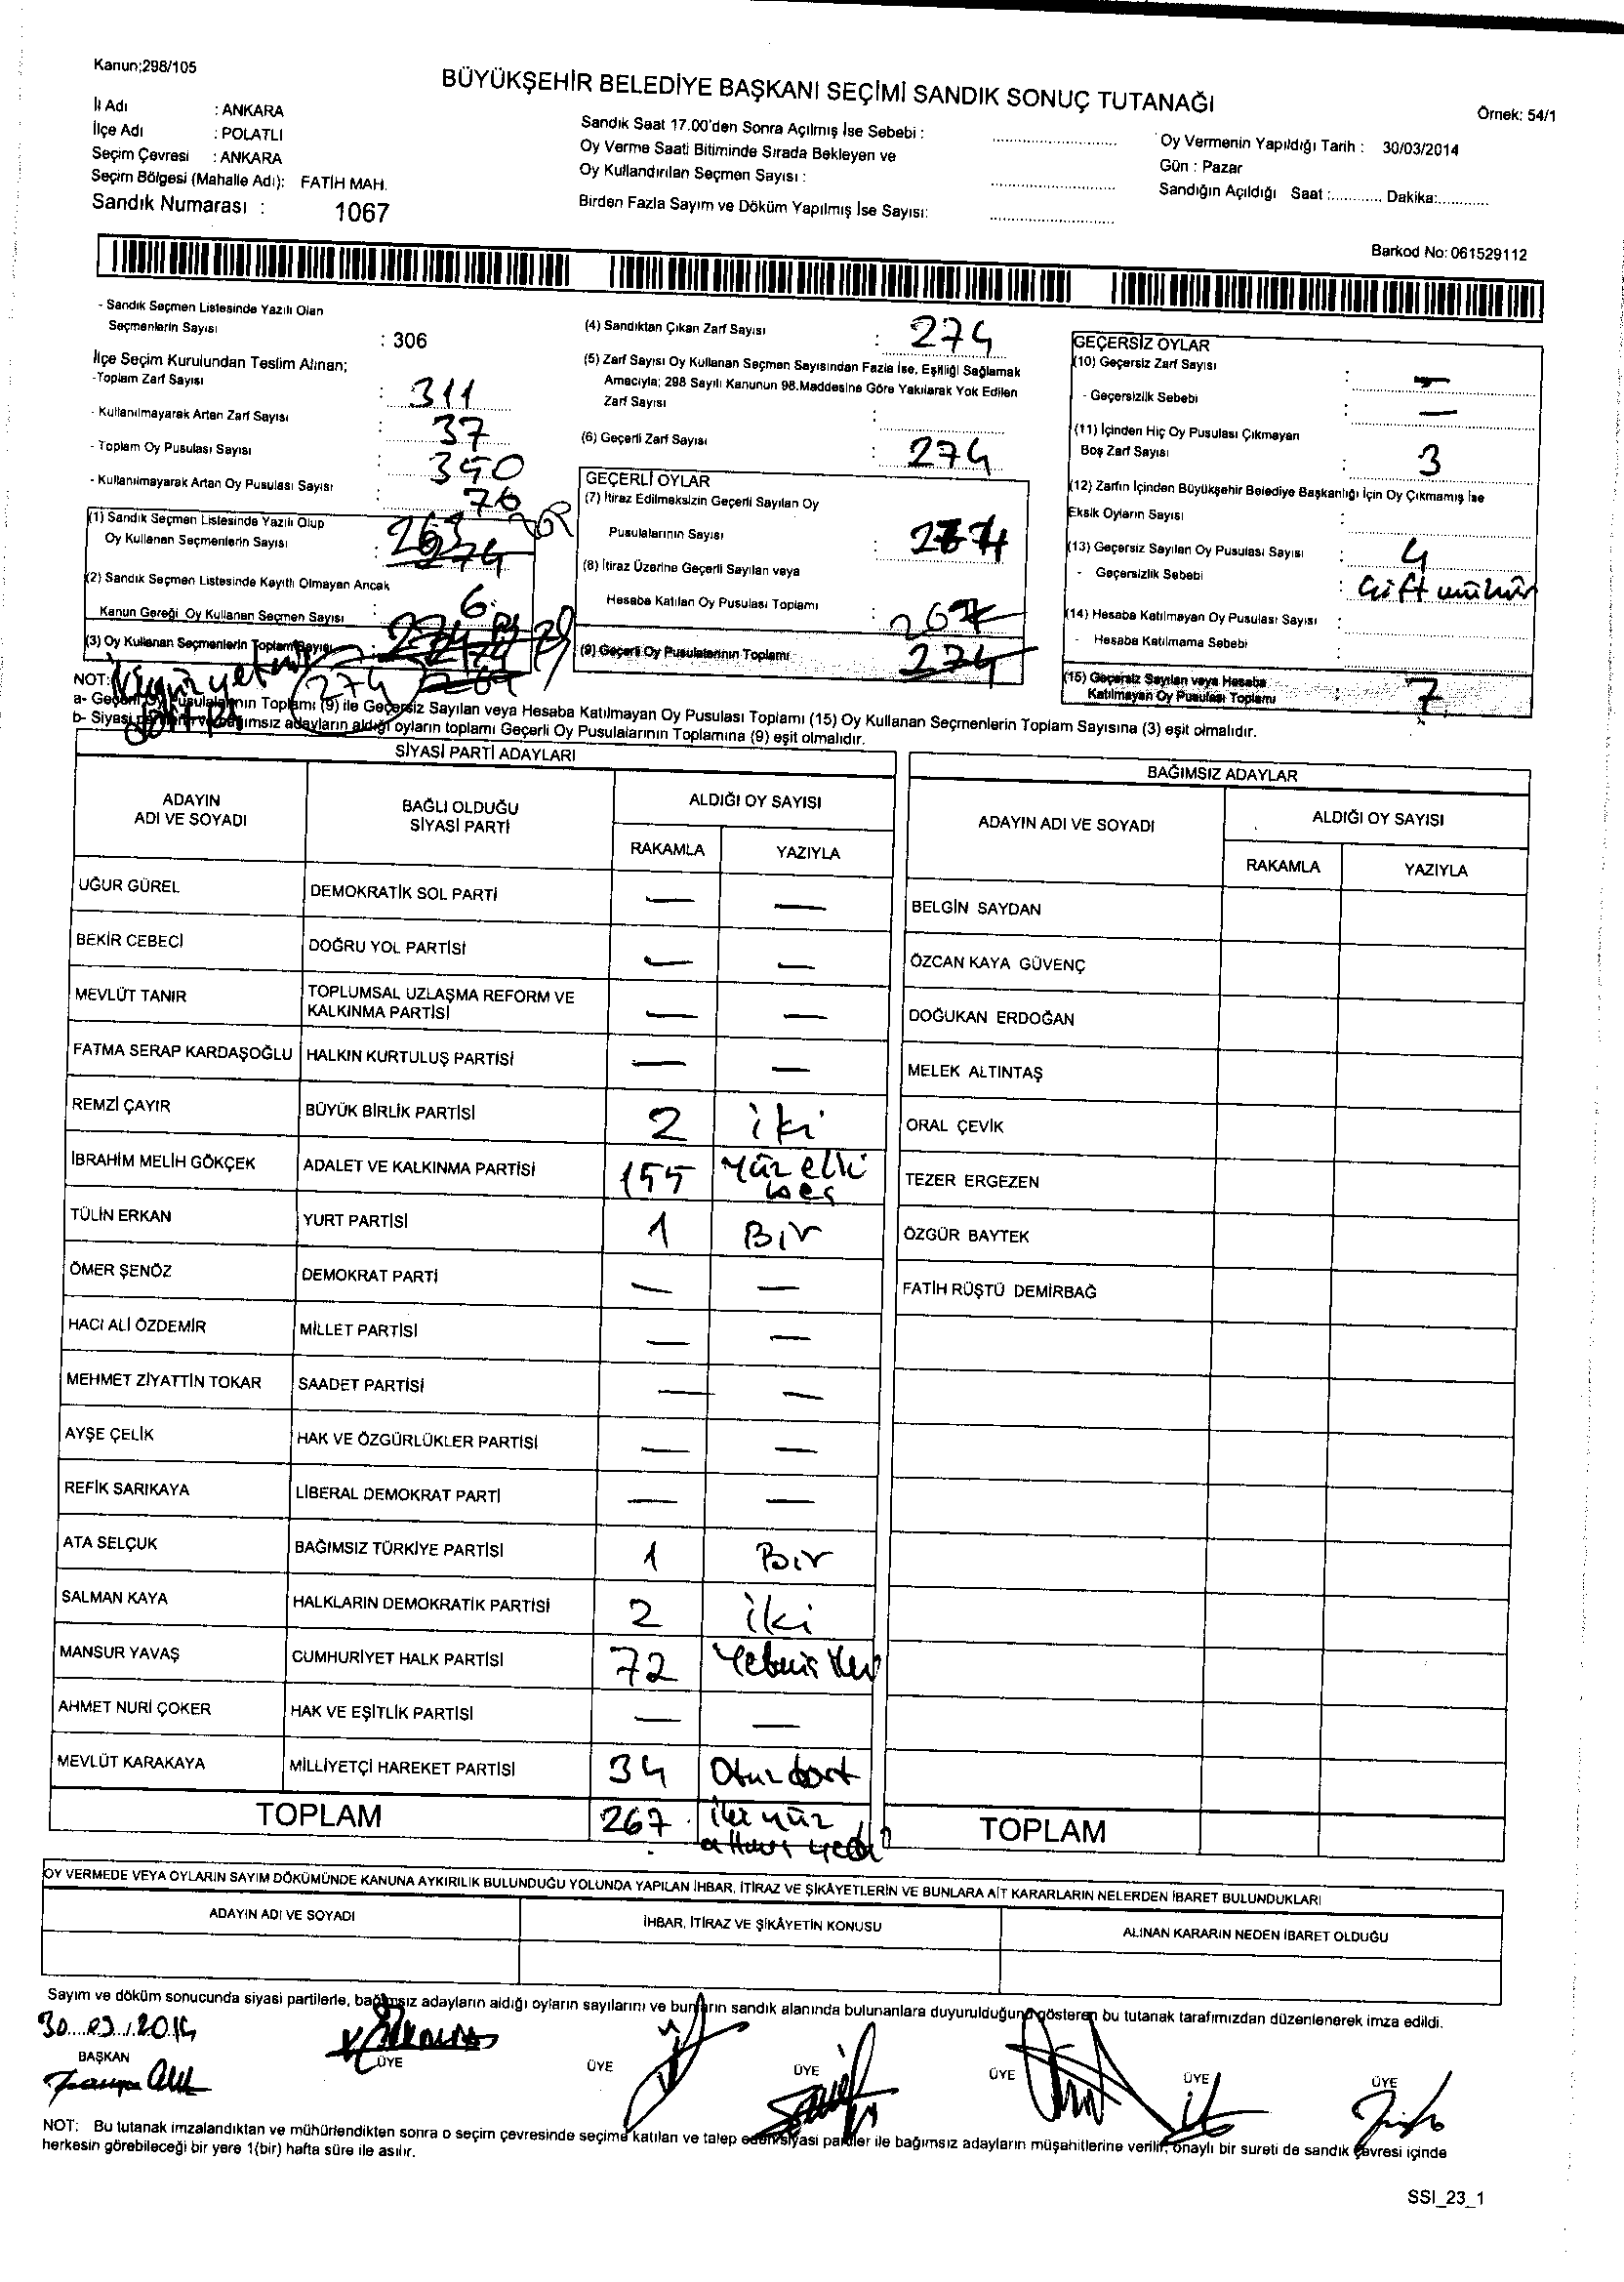 Kanun;298/105
BÜYÜKŞEHİR BELEDİYE BAŞKANI SEÇİMİ SANDIK SONUÇ TUTANAĞI
Örnek: 54/1
İl Adı : ANKARA
İlçe Adı : POLATLI
Seçim Çevresi : ANKARA
Seçim Bölgesi (Mahalle Adı): FATİH MAH.
Sandık Numarası : 1067
Sandık Saat 17.00'den Sonra Açılmış İse Sebebi :
Oy Verme Saati Bitiminde Sırada Bekleyen ve
Oy Kullandırılan Seçmen Sayısı :
Birden Fazla Sayım ve Döküm Yapılmış İse Sayısı:
Oy Vermenin Yapıldığı Tarih : 30/03/2014
Gün : Pazar
Sandığın Açıldığı Saat :............ Dakika:............
Barkod No: 061529112
- Sandık Seçmen Listesinde Yazılı Olan
Seçmenlerin Sayısı : 306
İlçe Seçim Kurulundan Teslim Alınan;
-Toplam Zarf Sayısı : 311
- Kullanılmayarak Artan Zarf Sayısı : 37
- Toplam Oy Pusulası Sayısı : 350
- Kullanılmayarak Artan Oy Pusulası Sayısı : 76
(1) Sandık Seçmen Listesinde Yazılı Olup
Oy Kullanan Seçmenlerin Sayısı :
(2) Sandık Seçmen Listesinde Kayıtlı Olmayan Ancak
Kanun Gereği Oy Kullanan Seçmen Sayısı : 6
(3) Oy Kullanan Seçmenlerin Toplam Sayısı : 274
(4) Sandıktan Çıkan Zarf Sayısı : 274
(5) Zarf Sayısı Oy Kullanan Seçmen Sayısından Fazla İse, Eşitliği Sağlamak
Amacıyla; 298 Sayılı Kanunun 98.Maddesine Göre Yakılarak Yok Edilen
Zarf Sayısı :
(6) Geçerli Zarf Sayısı : 274
GEÇERLİ OYLAR
(7) İtiraz Edilmeksizin Geçerli Sayılan Oy
Pusulalarının Sayısı : 274
(8) İtiraz Üzerine Geçerli Sayılan veya
Hesaba Katılan Oy Pusulası Toplamı : 267
(9) Geçerli Oy Pusulalarının Toplamı 274
GEÇERSİZ OYLAR
(10) Geçersiz Zarf Sayısı : —
- Geçersizlik Sebebi : —
(11) İçinden Hiç Oy Pusulası Çıkmayan
Boş Zarf Sayısı : 3
(12) Zarfın İçinden Büyükşehir Belediye Başkanlığı İçin Oy Çıkmamış İse
Eksik Oyların Sayısı :
(13) Geçersiz Sayılan Oy Pusulası Sayısı : 4
- Geçersizlik Sebebi : çift mühür
(14) Hesaba Katılmayan Oy Pusulası Sayısı :
- Hesaba Katılmama Sebebi :
(15) Geçersiz Sayılan veya Hesaba
Katılmayan Oy Pusulası Toplamı : 7
NOT:
a- Geçerli Oy Pusulalarının Toplamı (9) ile Geçersiz Sayılan veya Hesaba Katılmayan Oy Pusulası Toplamı (15) Oy Kullanan Seçmenlerin Toplam Sayısına (3) eşit olmalıdır.
b- Siyasi partilerin ve bağımsız adayların aldığı oyların toplamı Geçerli Oy Pusulalarının Toplamına (9) eşit olmalıdır.
SİYASİ PARTİ ADAYLARI
ADAYIN ADI VE SOYADI BAĞLI OLDUĞU SİYASİ PARTİ ALDIĞI OY SAYISI
RAKAMLA YAZIYLA
UĞUR GÜREL DEMOKRATİK SOL PARTİ — —
BEKİR CEBECİ DOĞRU YOL PARTİSİ — —
MEVLÜT TANIR TOPLUMSAL UZLAŞMA REFORM VE KALKINMA PARTİSİ — —
FATMA SERAP KARDAŞOĞLU HALKIN KURTULUŞ PARTİSİ — —
REMZİ ÇAYIR BÜYÜK BİRLİK PARTİSİ 2 iki
İBRAHİM MELİH GÖKÇEK ADALET VE KALKINMA PARTİSİ 155 Yüz elli beş
TÜLİN ERKAN YURT PARTİSİ 1 Bir
ÖMER ŞENÖZ DEMOKRAT PARTİ — —
HACI ALİ ÖZDEMİR MİLLET PARTİSİ — —
MEHMET ZİYATTİN TOKAR SAADET PARTİSİ — —
AYŞE ÇELİK HAK VE ÖZGÜRLÜKLER PARTİSİ — —
REFİK SARIKAYA LİBERAL DEMOKRAT PARTİ — —
ATA SELÇUK BAĞIMSIZ TÜRKİYE PARTİSİ 1 Bir
SALMAN KAYA HALKLARIN DEMOKRATİK PARTİSİ 2 iki
MANSUR YAVAŞ CUMHURİYET HALK PARTİSİ 72 Yetmiş iki
AHMET NURİ ÇOKER HAK VE EŞİTLİK PARTİSİ — —
MEVLÜT KARAKAYA MİLLİYETÇİ HAREKET PARTİSİ 34 Otuz dört
TOPLAM 267 iki yüz altmış yedi
BAĞIMSIZ ADAYLAR
ADAYIN ADI VE SOYADI ALDIĞI OY SAYISI
RAKAMLA YAZIYLA
BELGİN SAYDAN
ÖZCAN KAYA GÜVENÇ
DOĞUKAN ERDOĞAN
MELEK ALTINTAŞ
ORAL ÇEVİK
TEZER ERGEZEN
ÖZGÜR BAYTEK
FATİH RÜŞTÜ DEMİRBAĞ
TOPLAM
OY VERMEDE VEYA OYLARIN SAYIM DÖKÜMÜNDE KANUNA AYKIRILIK BULUNDUĞU YOLUNDA YAPILAN İHBAR, İTİRAZ VE ŞİKÂYETLERİN VE BUNLARA AİT KARARLARIN NELERDEN İBARET BULUNDUKLARI
ADAYIN ADI VE SOYADI İHBAR, İTİRAZ VE ŞİKÂYETİN KONUSU ALINAN KARARIN NEDEN İBARET OLDUĞU
Sayım ve döküm sonucunda siyasi partilerle, bağımsız adayların aldığı oyların sayılarını ve bunların sandık alanında bulunanlara duyurulduğunu gösteren bu tutanak tarafımızdan düzenlenerek imza edildi.
30.03.2014
BAŞKAN ÜYE ÜYE ÜYE ÜYE ÜYE ÜYE
NOT: Bu tutanak imzalandıktan ve mühürlendikten sonra o seçim çevresinde seçime katılan ve talep eden siyasi partiler ile bağımsız adayların müşahitlerine verilir, onaylı bir sureti de sandık çevresi içinde
herkesin görebileceği bir yere 1(bir) hafta süre ile asılır.
SSI_23_1